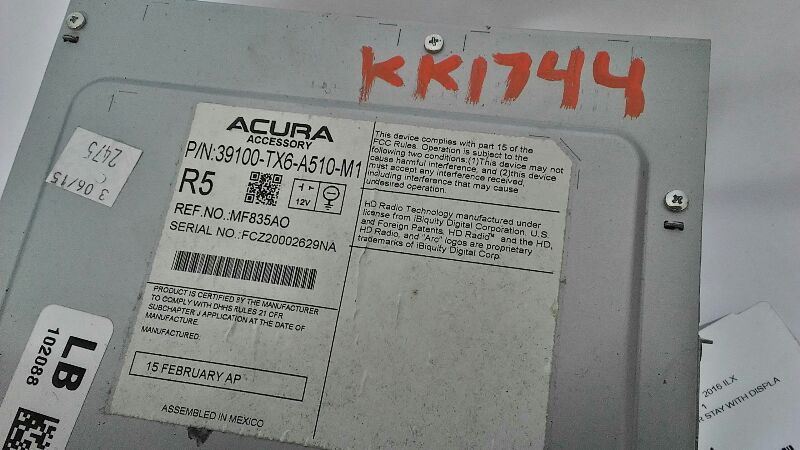 KK1744
ACURA
ACCESSORY
P/N:39100-TX6-A510-M1
R5
12V
REF.NO.:MF835AO
SERIAL NO.:FCZ20002629NA
PRODUCT IS CERTIFIED BY THE MANUFACTURER
TO COMPLY WITH DHHS RULES 21 CFR
SUBCHAPTER J APPLICATION AT THE DATE OF
MANUFACTURE.
MANUFACTURED:
15 FEBRUARY AP
ASSEMBLED IN MEXICO
This device complies with part 15 of the
FCC Rules. Operation is subject to the
following two conditions:(1)This device may not
cause harmful interference, and (2)this device
must accept any interference received,
including interference that may cause
undesired operation.
HD Radio Technology manufactured under
license from iBiquity Digital Corporation. U.S.
and Foreign Patents. HD Radio™ and the HD,
HD Radio, and "Arc" logos are proprietary
trademarks of iBiquity Digital Corp.
2475
3 06/15
LB
102088
2016 ILX
1
STAY WITH DISPLA